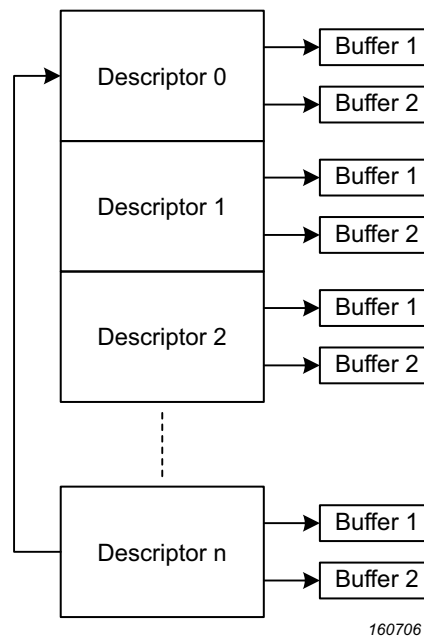 Descriptor 0
Buffer 1
Buffer 2
Descriptor 1
Buffer 1
Buffer 2
Descriptor 2
Buffer 1
Buffer 2
Descriptor n
Buffer 1
Buffer 2
160706